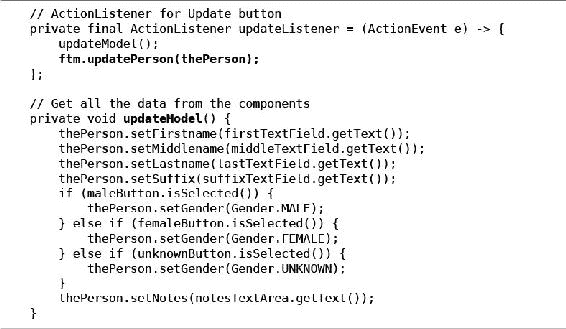 // ActionListener for Update button
private final ActionListener updateListener = (ActionEvent e) -> {
    updateModel();
    ftm.updatePerson(thePerson);
};

// Get all the data from the components
private void updateModel() {
    thePerson.setFirstname(firstTextField.getText());
    thePerson.setMiddlename(middleTextField.getText());
    thePerson.setLastname(lastTextField.getText());
    thePerson.setSuffix(suffixTextField.getText());
    if (maleButton.isSelected()) {
        thePerson.setGender(Gender.MALE);
    } else if (femaleButton.isSelected()) {
        thePerson.setGender(Gender.FEMALE);
    } else if (unknownButton.isSelected()) {
        thePerson.setGender(Gender.UNKNOWN);
    }
    thePerson.setNotes(notesTextArea.getText());
}